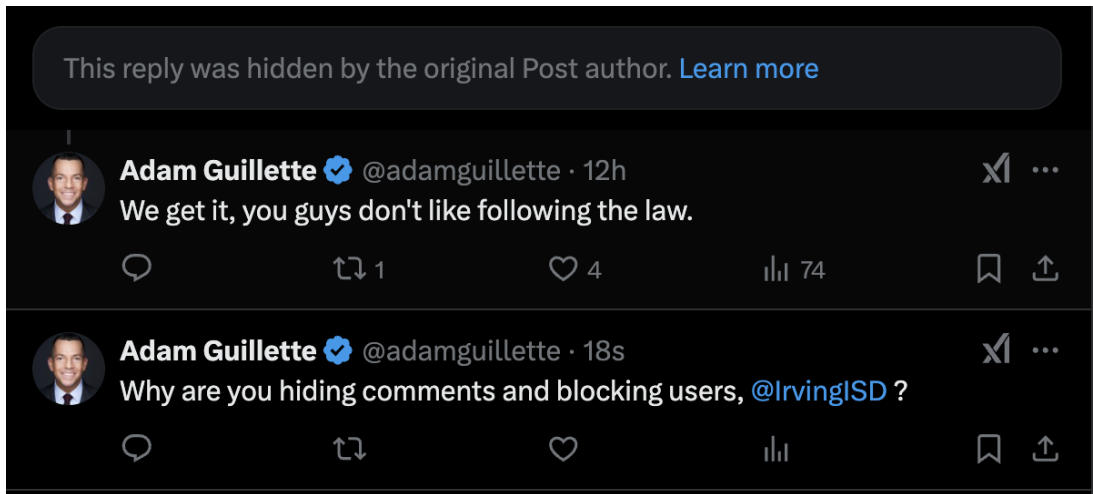 This reply was hidden by the original Post author. Learn more
Adam Guillette @adamguillette · 12h
We get it, you guys don't like following the law.
1 4 74
Adam Guillette @adamguillette · 18s
Why are you hiding comments and blocking users, @IrvingISD ?